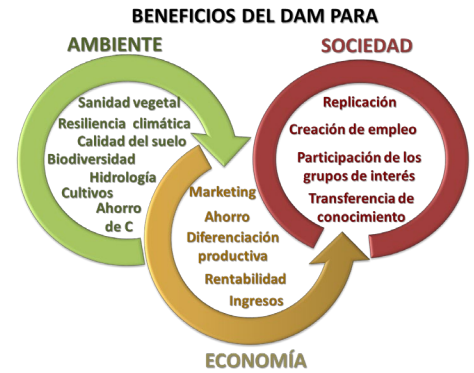 BENEFICIOS DEL DAM PARA
AMBIENTE
Sanidad vegetal
Resiliencia climática
Calidad del suelo
Biodiversidad
Hidrología
Cultivos
Ahorro
de C
SOCIEDAD
Replicación
Creación de empleo
Participación de los
grupos de interés
Transferencia de
conocimiento
Marketing
Ahorro
Diferenciación
productiva
Rentabilidad
Ingresos
ECONOMÍA